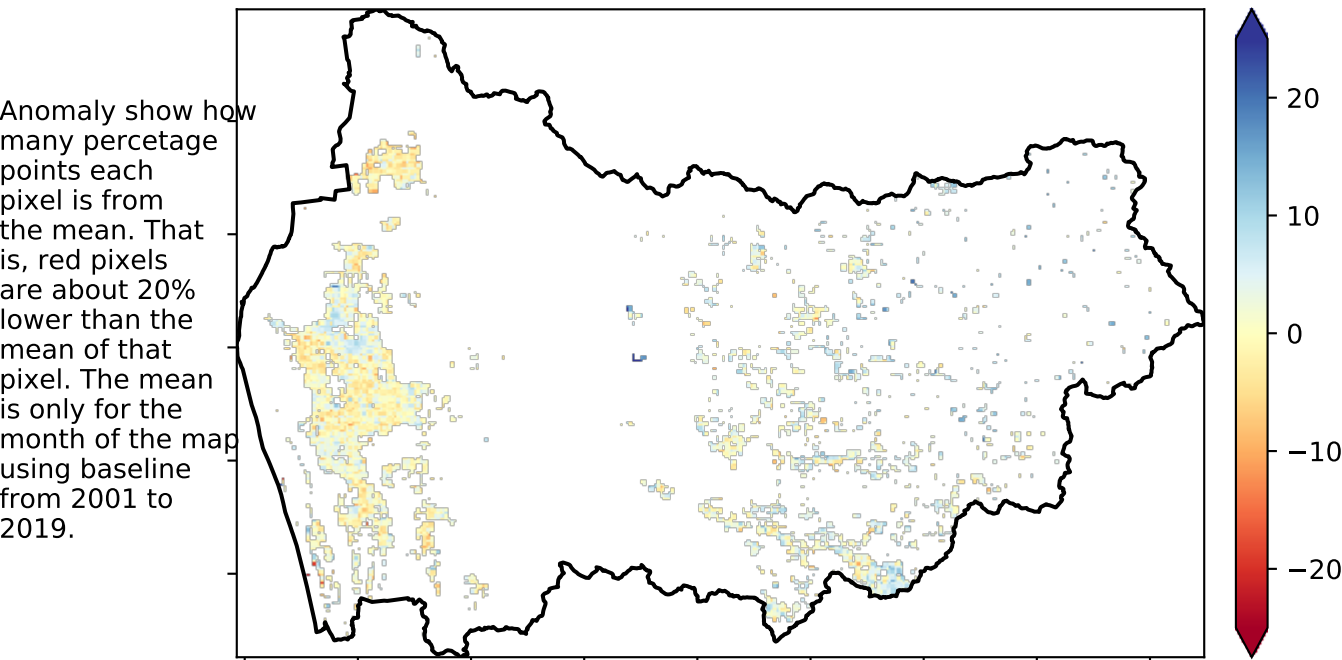 Anomaly show how
many percetage
points each
pixel is from
the mean. That
is, red pixels
are about 20%
lower than the
mean of that
pixel. The mean
is only for the
month of the map
using baseline
from 2001 to
2019.
20
10
0
−10
−20